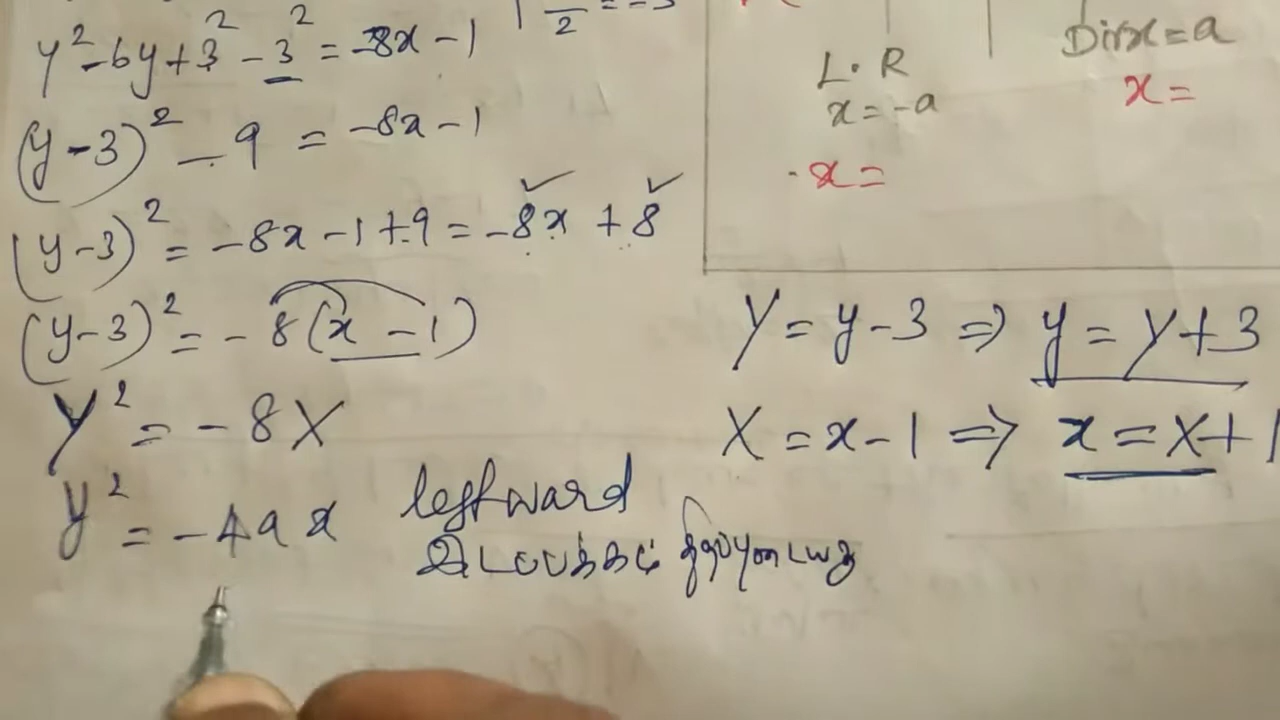 y² - 6y + 3² - 3² = -8x - 1
(y - 3)² - 9 = -8x - 1
(y - 3)² = -8x - 1 + 9 = -8x + 8
(y - 3)² = -8(x - 1)
Y² = -8X
y² = -4ax leftward
இடப்பக்கம் திறப்புடையது
L.R
x = -a
x =
Dirx = a
x =
Y = y - 3 ⇒ y = Y + 3
X = x - 1 ⇒ x = X + 1